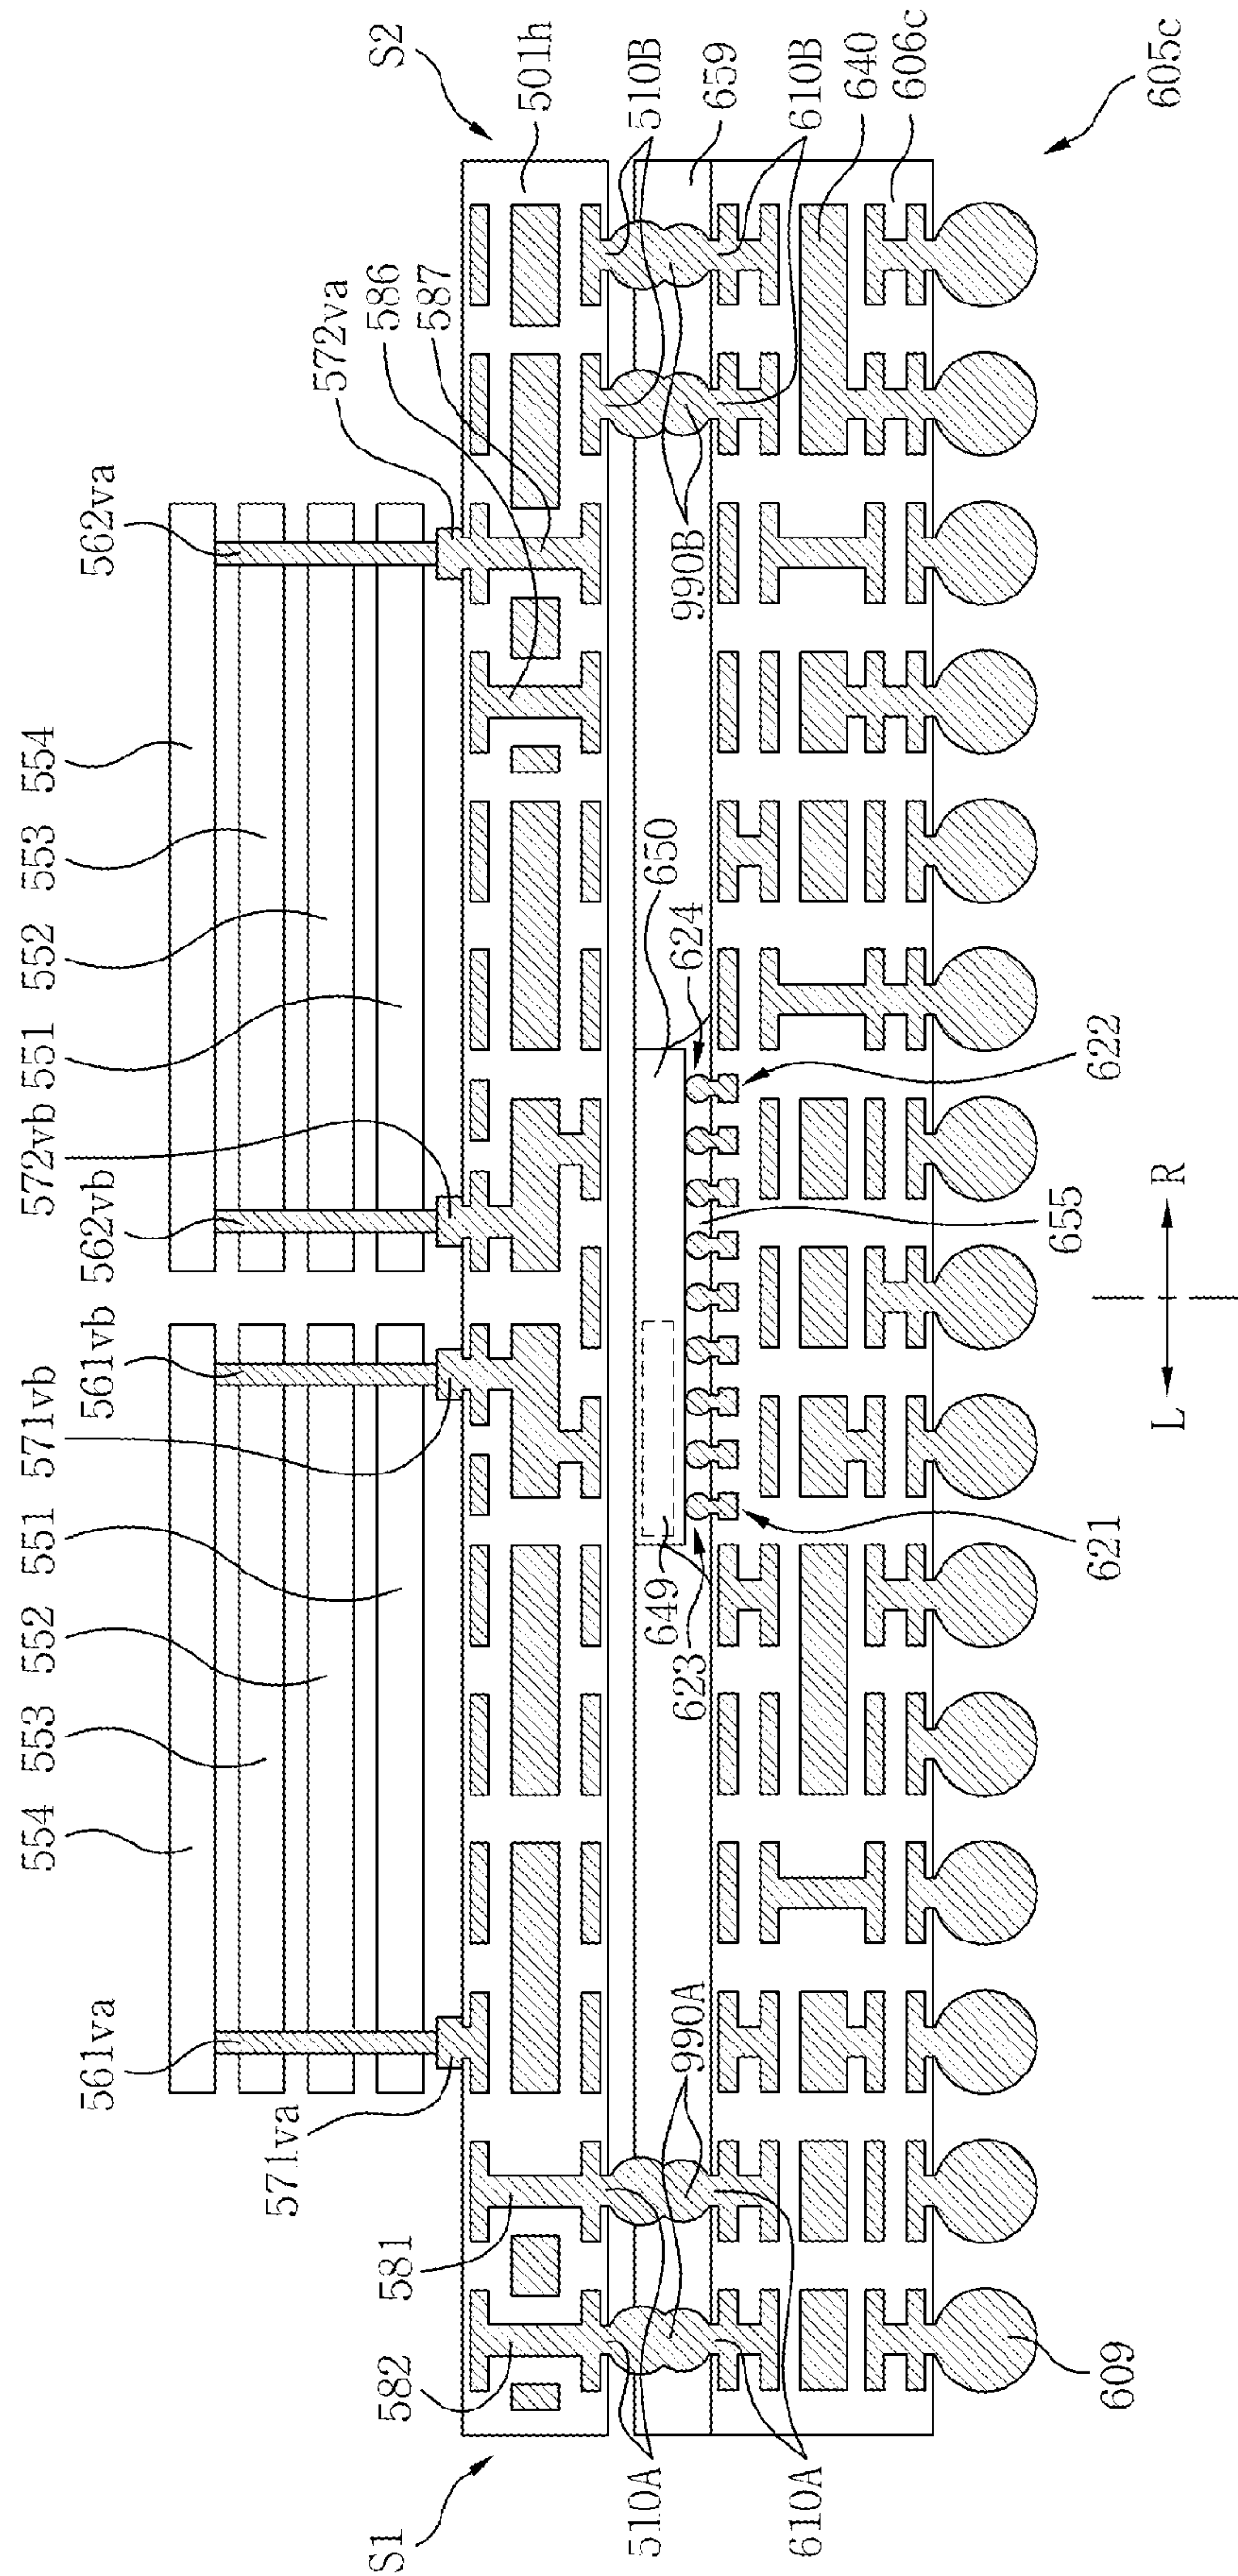 554 553 552 551 571vb 561vb 562vb 572vb 551 552 553 554
561va
562va
571va
572va
S1
582
581
586
587
S2
501h
510A
990A
649
623
650
624
990B
510B
659
610A
610B
640
606c
609
621
655
622
L
R
605c